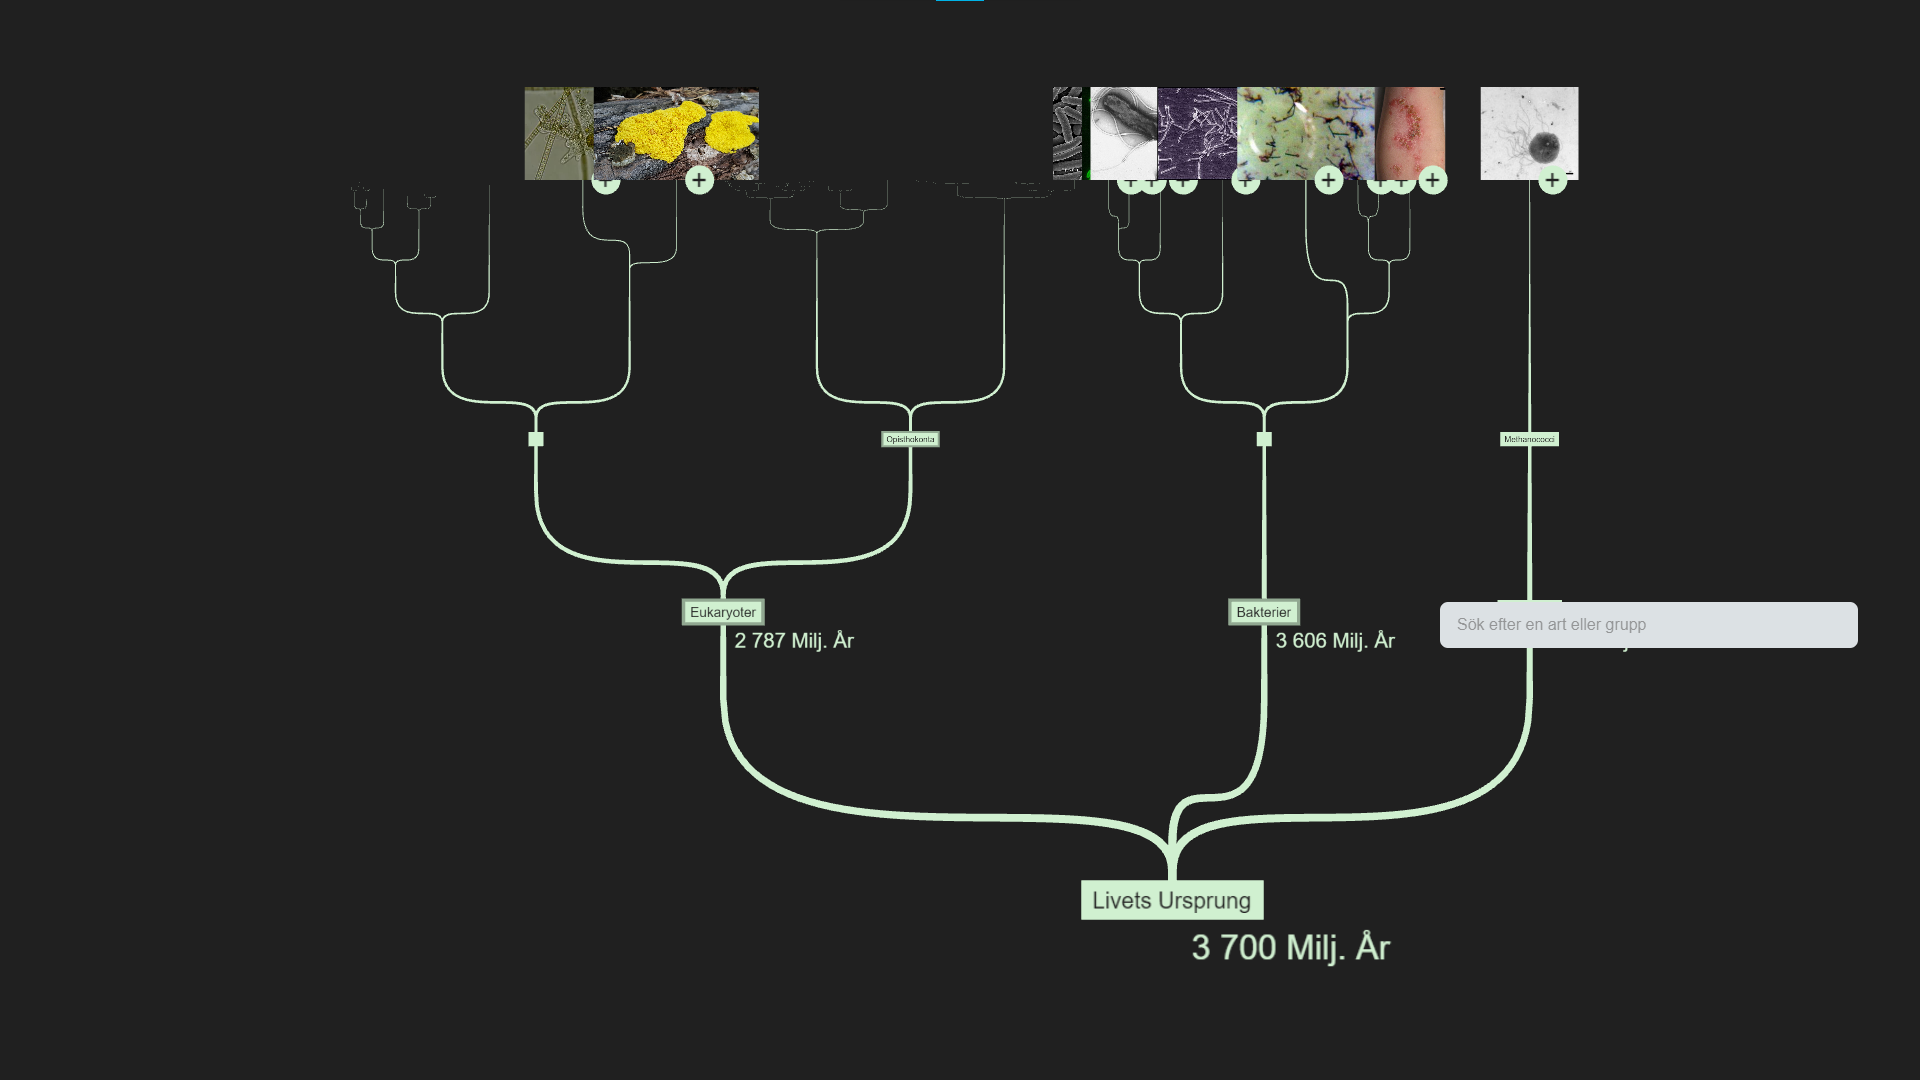 Opisthokonta
Methanococci
Eukaryoter
2 787 Milj. År
Bakterier
3 606 Milj. År
Sök efter en art eller grupp
Livets Ursprung
3 700 Milj. År